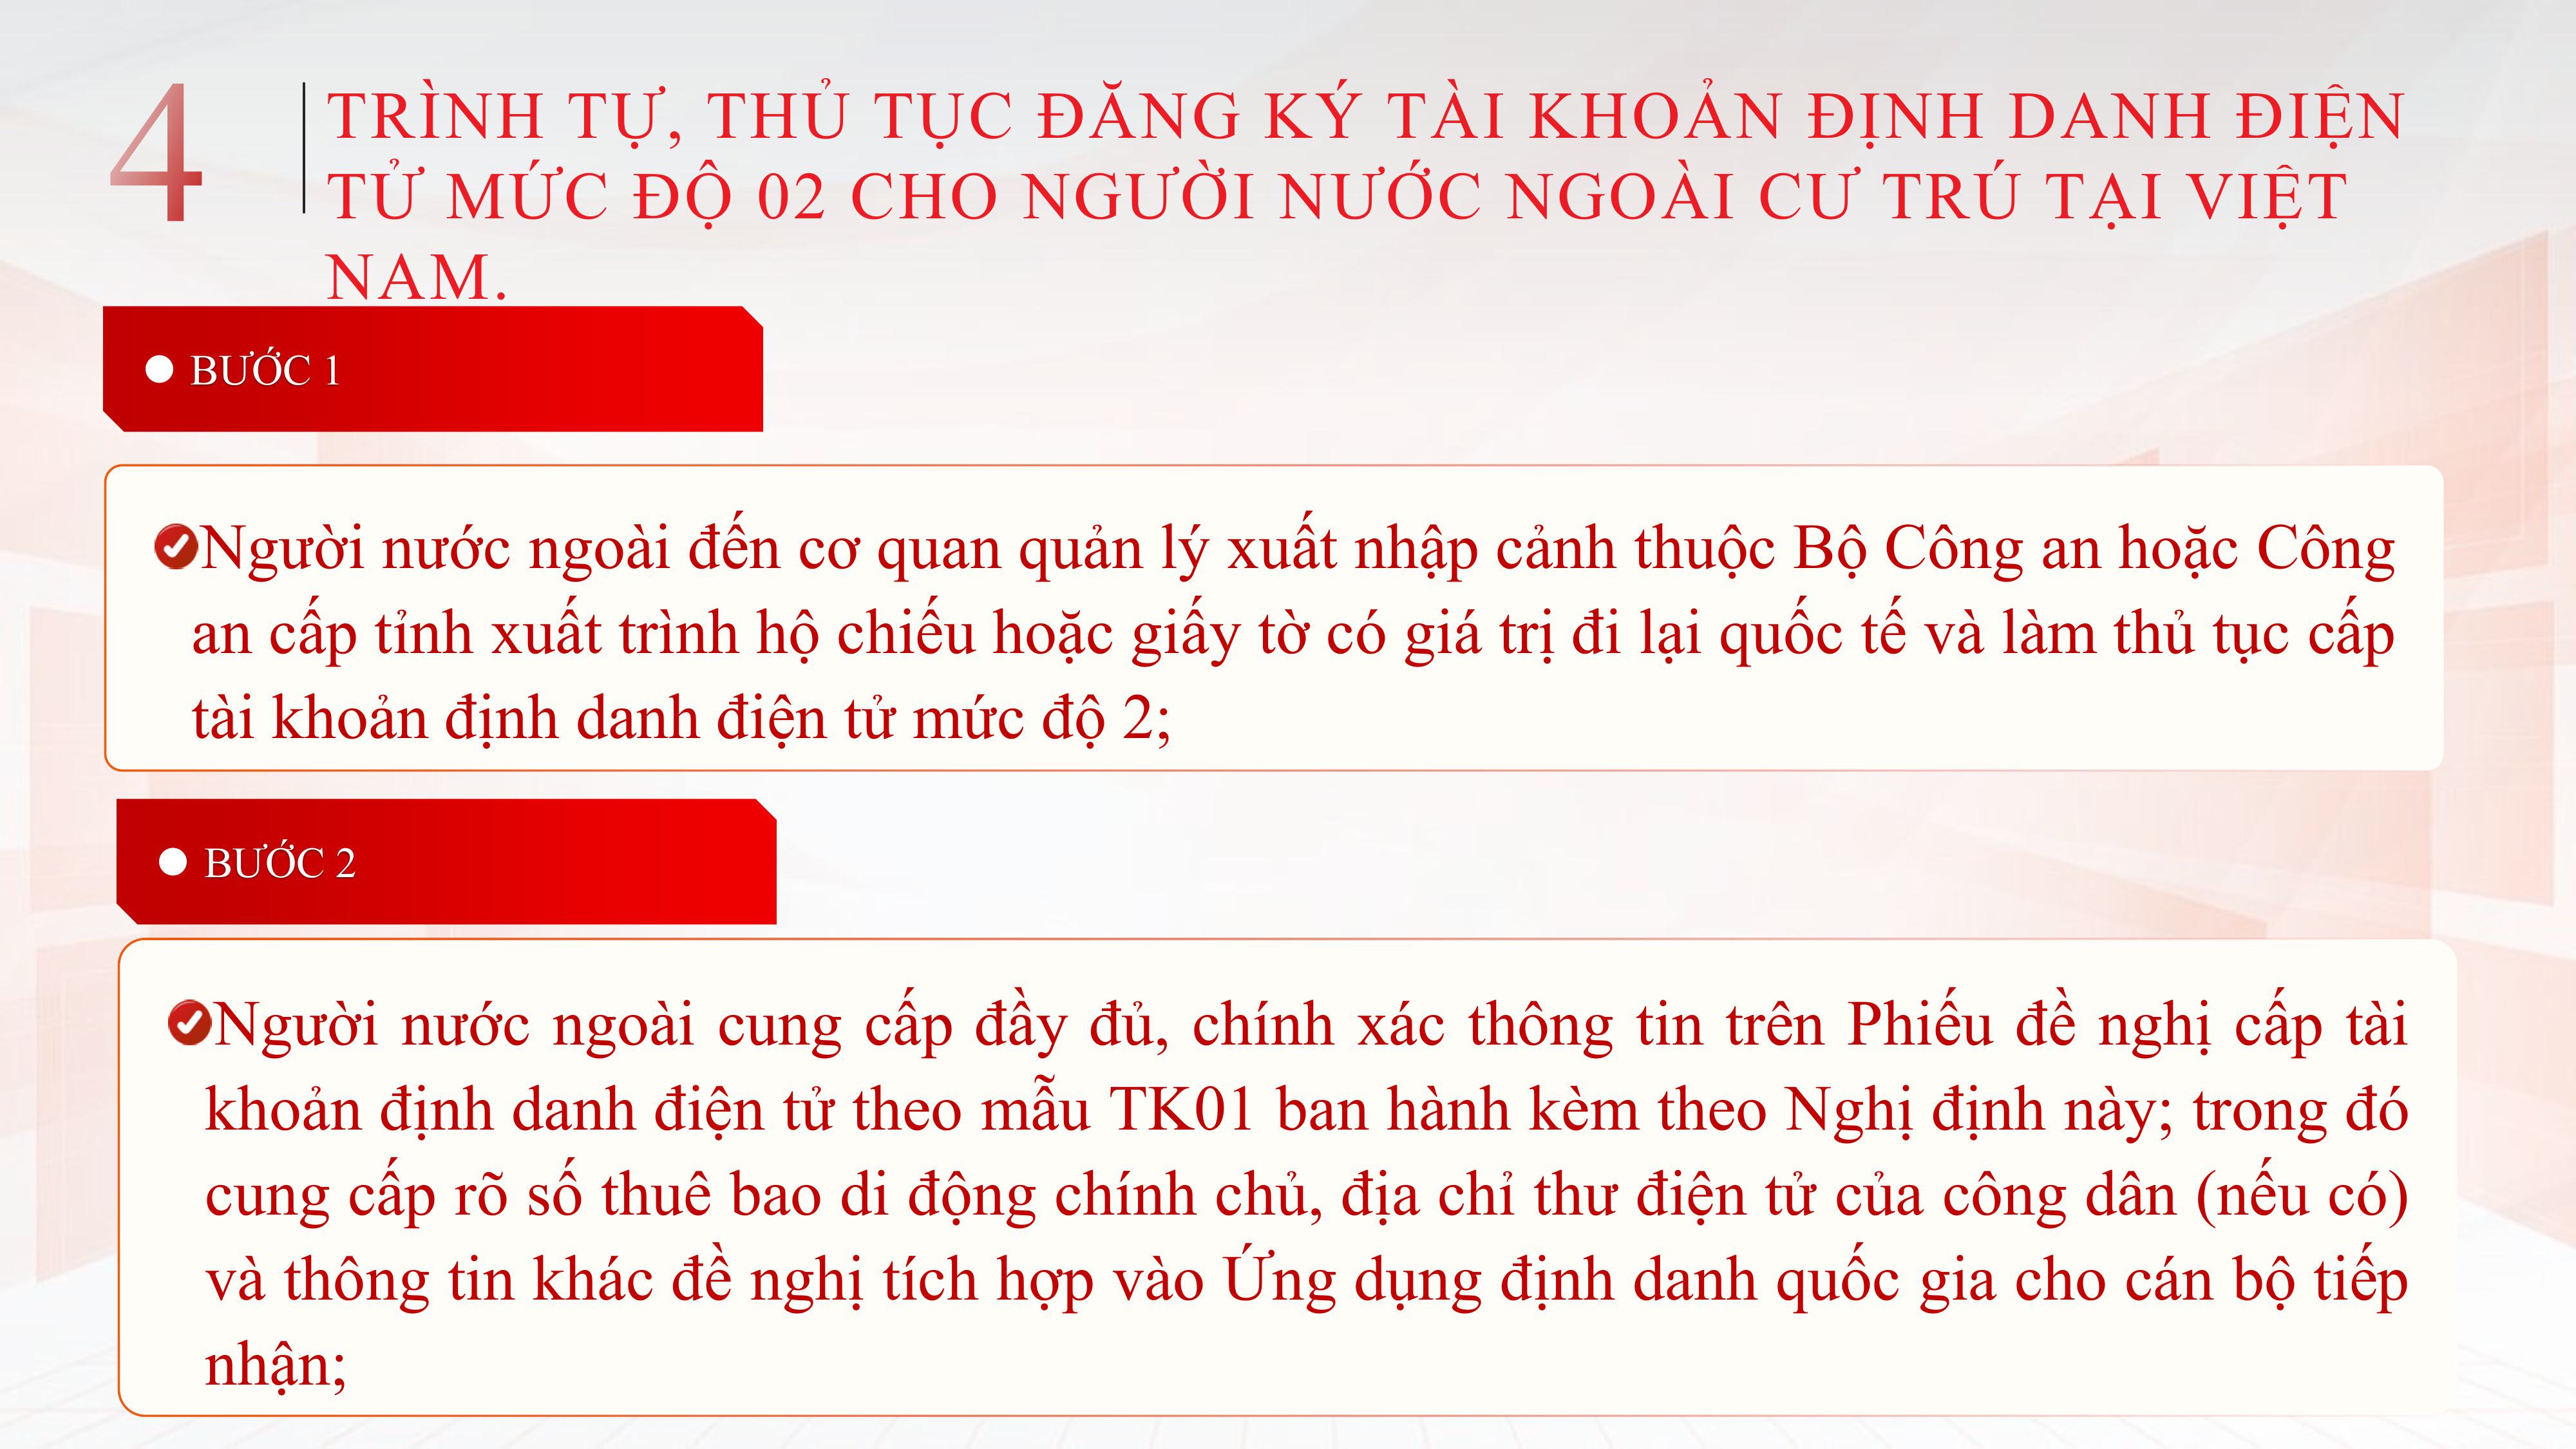 4
TRÌNH TỰ, THỦ TỤC ĐĂNG KÝ TÀI KHOẢN ĐỊNH DANH ĐIỆN
TỬ MỨC ĐỘ 02 CHO NGƯỜI NƯỚC NGOÀI CƯ TRÚ TẠI VIỆT
NAM.
BƯỚC 1
Người nước ngoài đến cơ quan quản lý xuất nhập cảnh thuộc Bộ Công an hoặc Công
an cấp tỉnh xuất trình hộ chiếu hoặc giấy tờ có giá trị đi lại quốc tế và làm thủ tục cấp
tài khoản định danh điện tử mức độ 2;
BƯỚC 2
Người nước ngoài cung cấp đầy đủ, chính xác thông tin trên Phiếu đề nghị cấp tài
khoản định danh điện tử theo mẫu TK01 ban hành kèm theo Nghị định này; trong đó
cung cấp rõ số thuê bao di động chính chủ, địa chỉ thư điện tử của công dân (nếu có)
và thông tin khác đề nghị tích hợp vào Ứng dụng định danh quốc gia cho cán bộ tiếp
nhận;